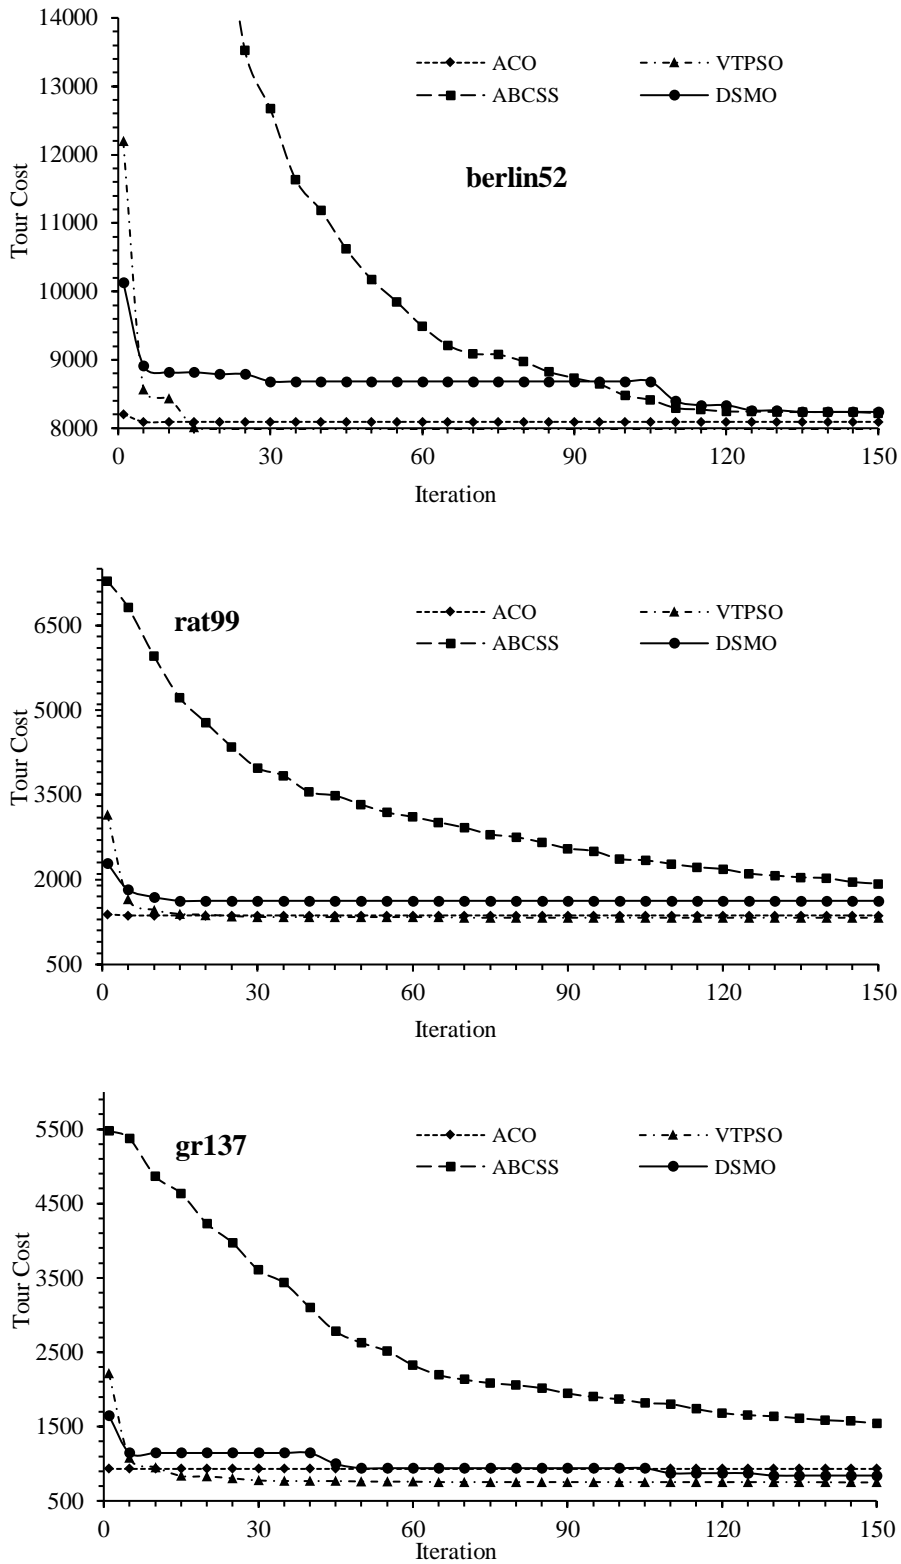 14000
13000
12000
11000
10000
9000
8000
Tour Cost
ACO
VTPSO
ABCSS
DSMO
berlin52
0
30
60
90
120
150
Iteration
6500
5000
3500
2000
500
Tour Cost
rat99
ACO
VTPSO
ABCSS
DSMO
0
30
60
90
120
150
Iteration
5500
4500
3500
2500
1500
500
Tour Cost
gr137
ACO
VTPSO
ABCSS
DSMO
0
30
60
90
120
150
Iteration